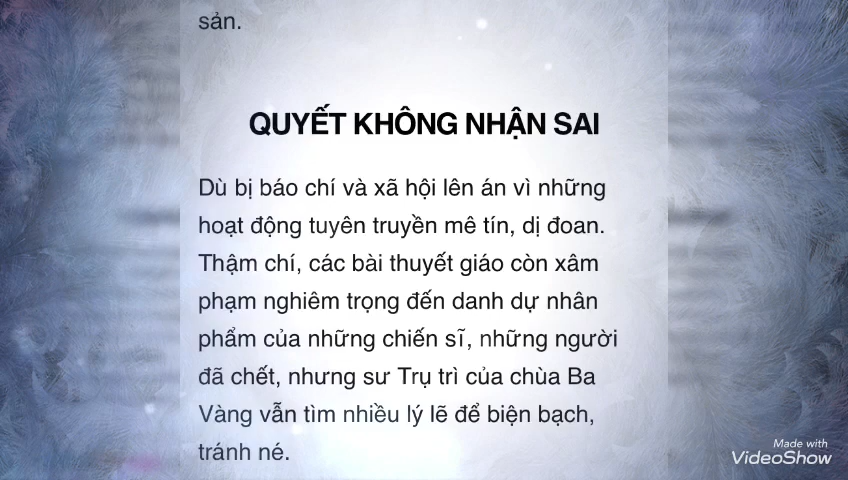 sản.
QUYẾT KHÔNG NHẬN SAI
Dù bị báo chí và xã hội lên án vì những
hoạt động tuyên truyền mê tín, dị đoan.
Thậm chí, các bài thuyết giáo còn xâm
phạm nghiêm trọng đến danh dự nhân
phẩm của những chiến sĩ, những người
đã chết, nhưng sư Trụ trì của chùa Ba
Vàng vẫn tìm nhiều lý lẽ để biện bạch,
tránh né.
Made with
VideoShow